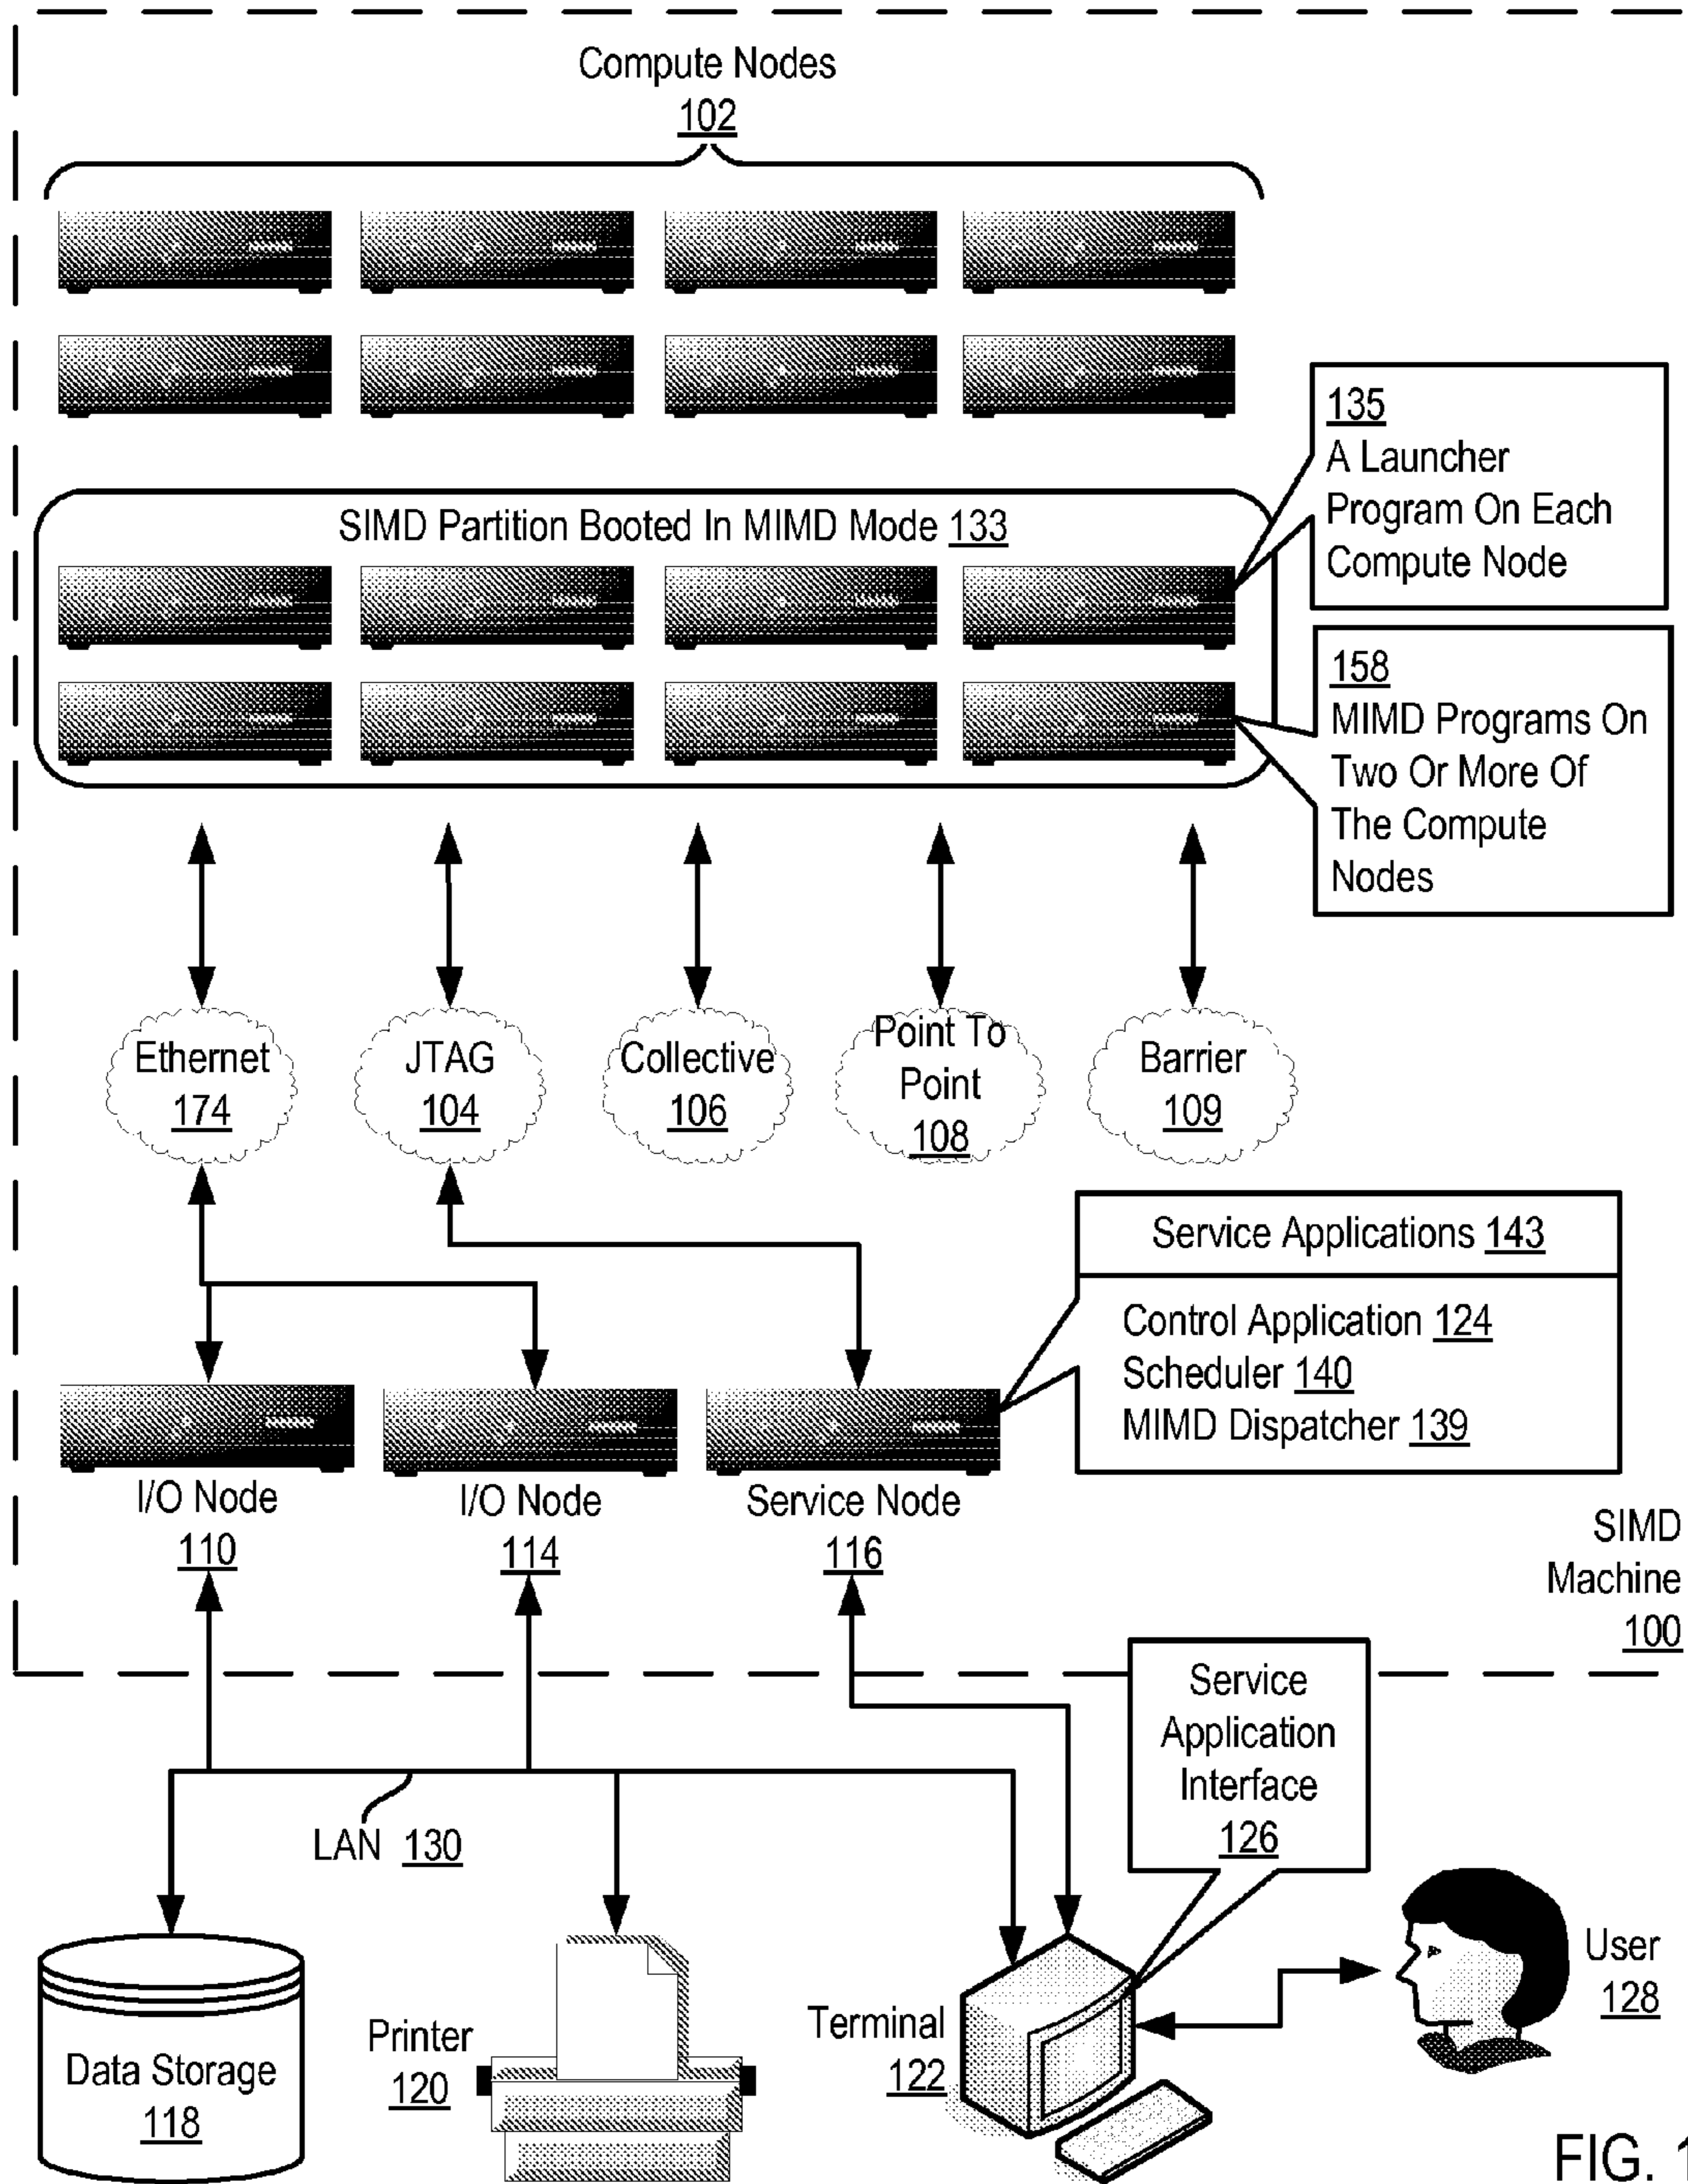 Compute Nodes
102
SIMD Partition Booted In MIMD Mode 133
135
A Launcher
Program On Each
Compute Node
158
MIMD Programs On
Two Or More Of
The Compute
Nodes
Ethernet
174
JTAG
104
Collective
106
Point To
Point
108
Barrier
109
Service Applications 143
Control Application 124
Scheduler 140
MIMD Dispatcher 139
I/O Node
110
I/O Node
114
Service Node
116
SIMD
Machine
100
Service
Application
Interface
126
LAN 130
Data Storage
118
Printer
120
Terminal
122
User
128
FIG. 1